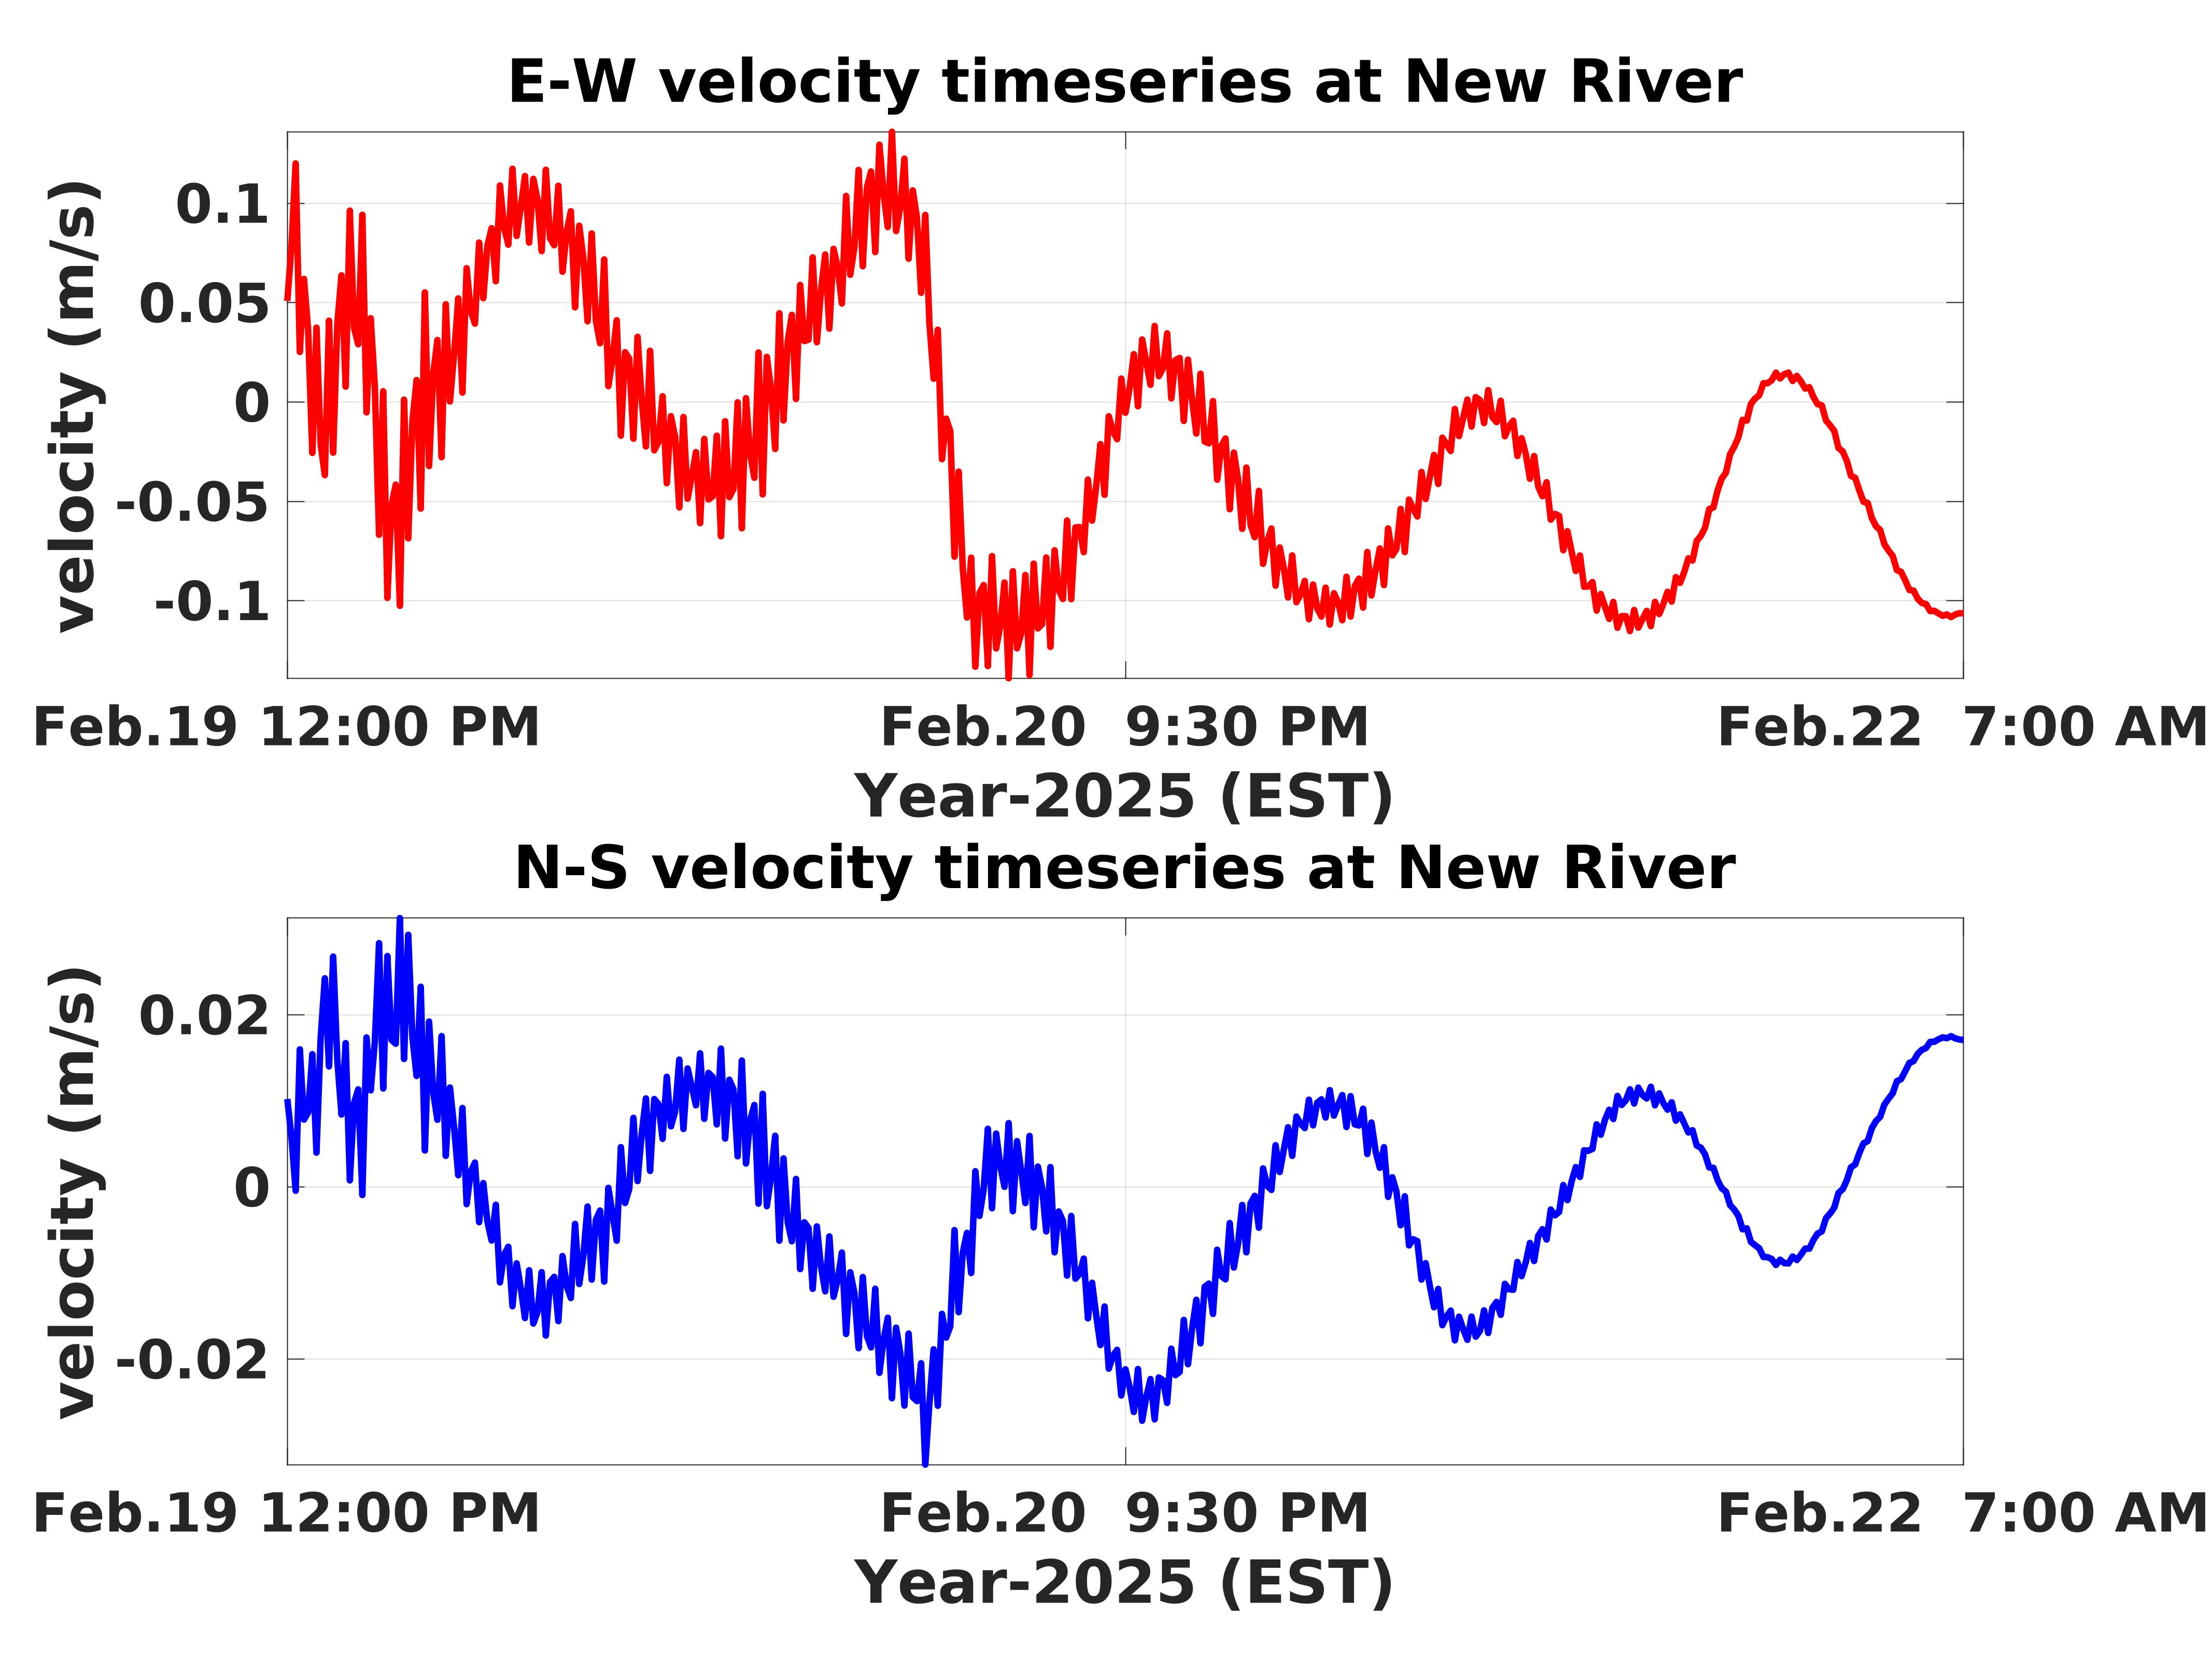 E-W velocity timeseries at New River
velocity (m/s)
0.1
0.05
0
-0.05
-0.1
Feb.19 12:00 PM Feb.20 9:30 PM Feb.22 7:00 AM
Year-2025 (EST)
N-S velocity timeseries at New River
velocity (m/s)
0.02
0
-0.02
Feb.19 12:00 PM Feb.20 9:30 PM Feb.22 7:00 AM
Year-2025 (EST)